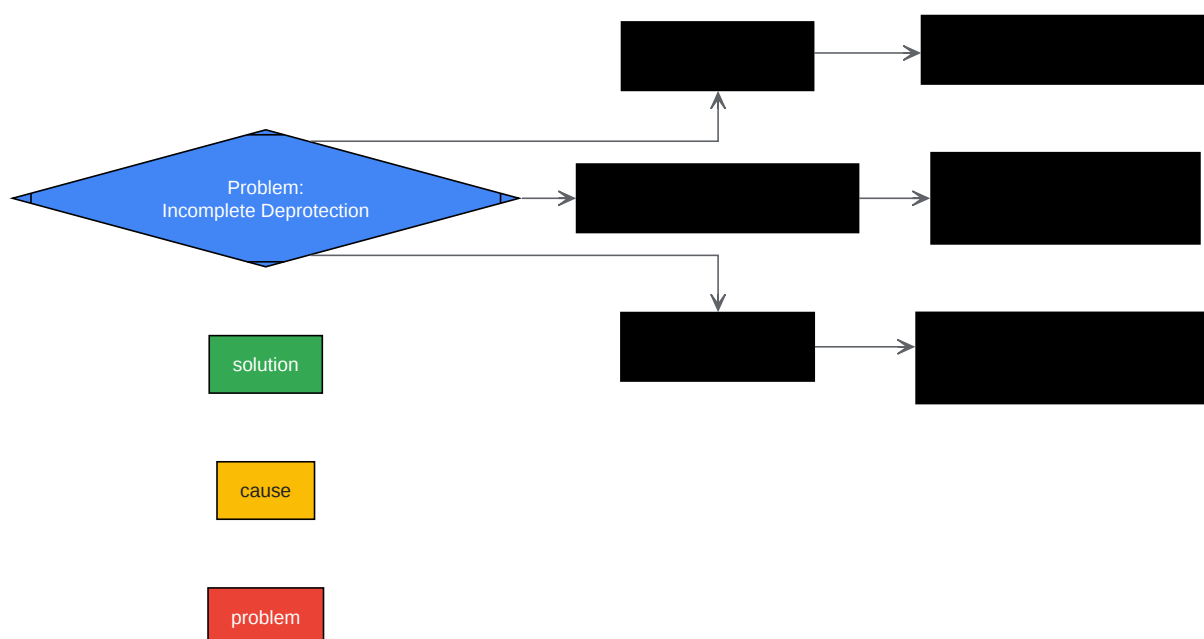 Problem:
Incomplete Deprotection
solution
cause
problem